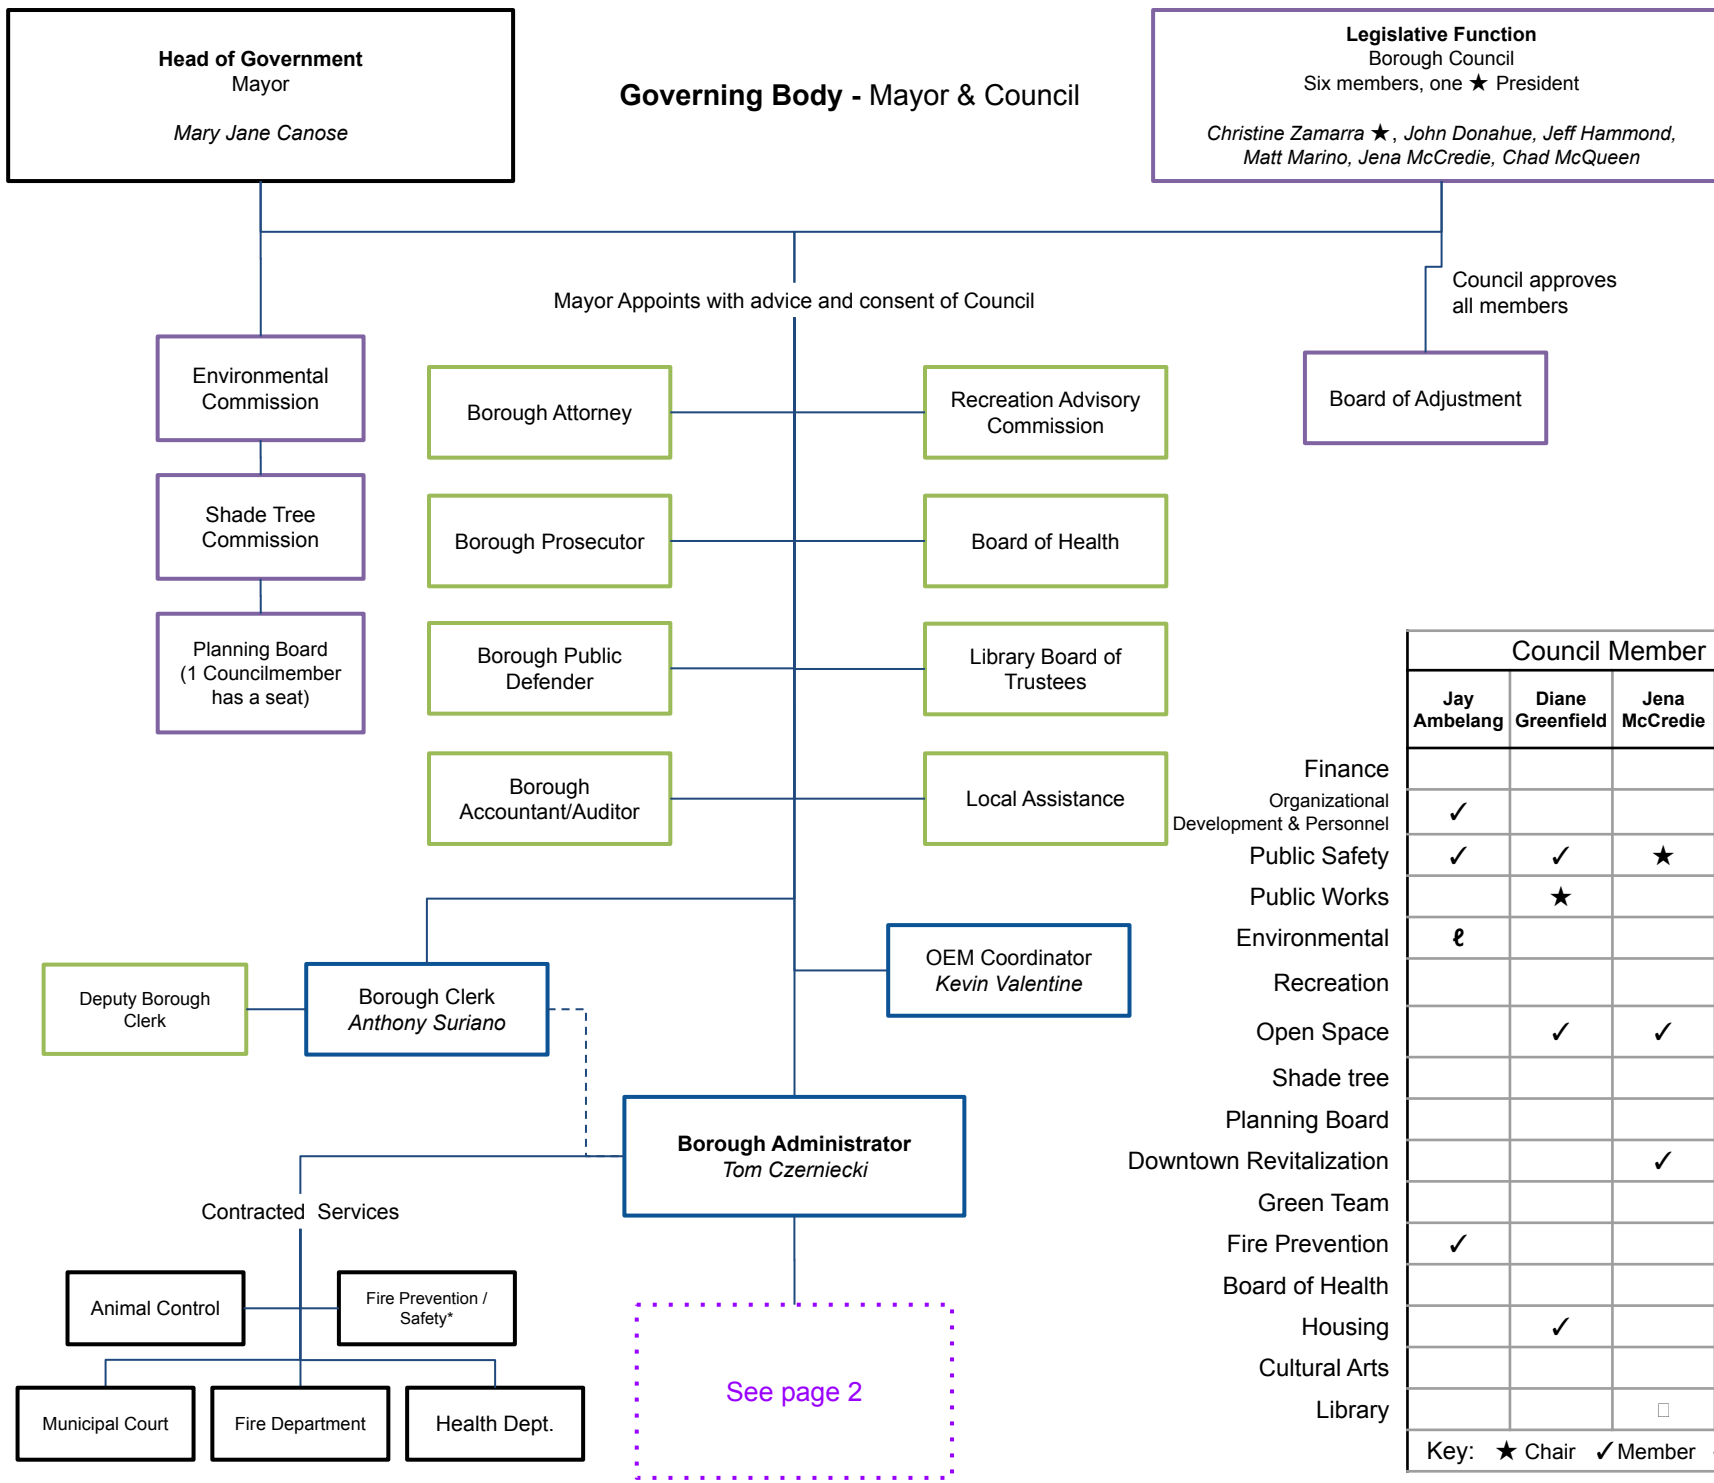 Head of Government
Mayor
Mary Jane Canose
Governing Body - Mayor & Council
Legislative Function
Borough Council
Six members, one ★ President
Christine Zamarra ★, John Donahue, Jeff Hammond,
Matt Marino, Jena McCredie, Chad McQueen
Mayor Appoints with advice and consent of Council
Council approves
all members
Environmental
Commission
Shade Tree
Commission
Planning Board
(1 Councilmember
has a seat)
Borough Attorney
Recreation Advisory
Commission
Board of Adjustment
Borough Prosecutor
Board of Health
Borough Public
Defender
Library Board of
Trustees
Borough
Accountant/Auditor
Local Assistance
Deputy Borough
Clerk
Borough Clerk
Anthony Suriano
OEM Coordinator
Kevin Valentine
Borough Administrator
Tom Czerniecki
Contracted Services
Animal Control
Fire Prevention /
Safety*
Municipal Court
Fire Department
Health Dept.
See page 2
Council Member
Jay
Ambelang
Diane
Greenfield
Jena
McCredie
Finance
Organizational
Development & Personnel ✓
Public Safety ✓ ✓ ★
Public Works ★
Environmental ℓ
Recreation
Open Space ✓ ✓
Shade tree
Planning Board
Downtown Revitalization ✓
Green Team
Fire Prevention ✓
Board of Health
Housing ✓
Cultural Arts
Library
Key: ★ Chair ✓ Member